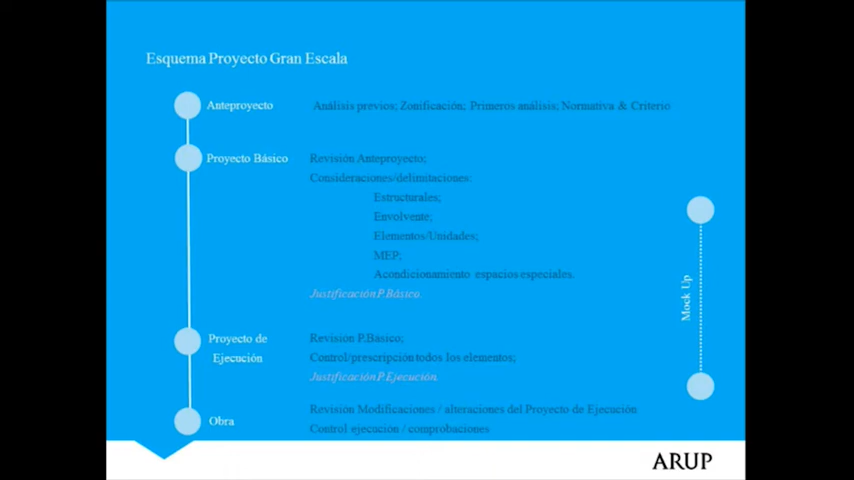 Esquema Proyecto Gran Escala
Anteproyecto
Análisis previos; Zonificación; Primeros análisis; Normativa & Criterio
Proyecto Básico
Revisión Anteproyecto;
Consideraciones/delimitaciones:
Estructurales;
Envolvente;
Elementos/Unidades;
MEP;
Acondicionamiento espacios especiales.
Justificación P.Básico.
Mock Up
Proyecto de
Ejecución
Revisión P.Básico;
Control/prescripción todos los elementos;
Justificación P.Ejecución.
Obra
Revisión Modificaciones / alteraciones del Proyecto de Ejecución
Control ejecución / comprobaciones
ARUP